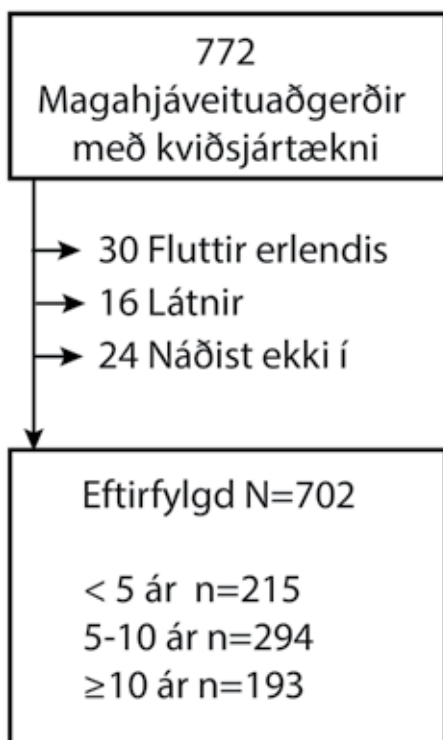 772
Magahjáveituaðgerðir
með kviðsjártækni
30 Fluttir erlendis
16 Látnir
24 Náðist ekki í
Eftirfylgd N=702
< 5 ár n=215
5-10 ár n=294
≥10 ár n=193